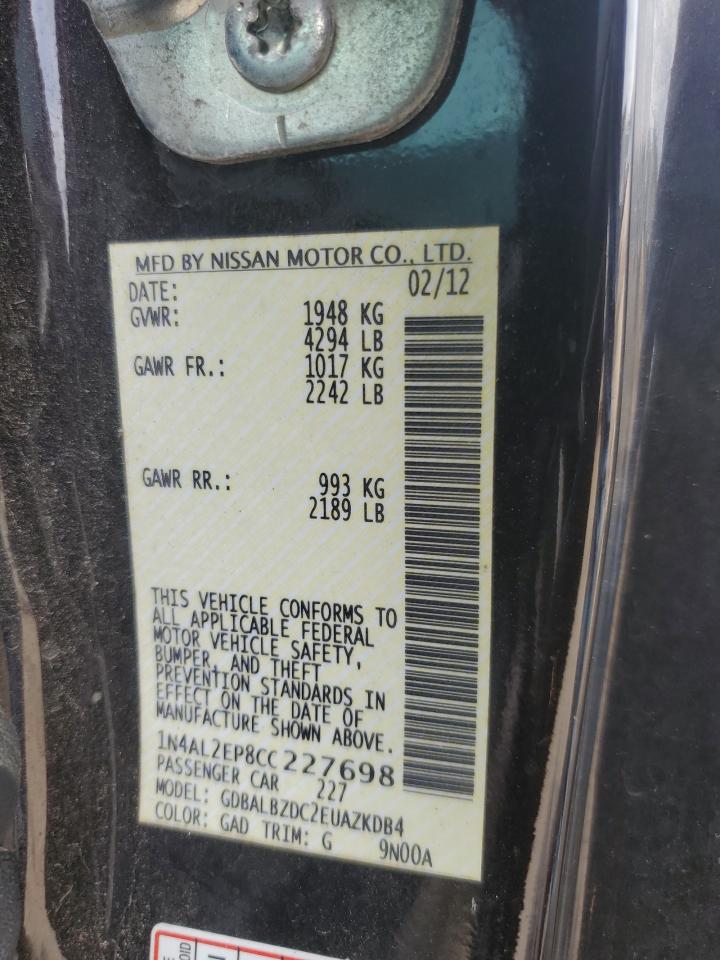 MFD BY NISSAN MOTOR CO., LTD.
DATE: 02/12
GVWR: 1948 KG
4294 LB
GAWR FR.: 1017 KG
2242 LB
GAWR RR.: 993 KG
2189 LB
THIS VEHICLE CONFORMS TO
ALL APPLICABLE FEDERAL
MOTOR VEHICLE SAFETY,
BUMPER, AND THEFT
PREVENTION STANDARDS IN
EFFECT ON THE DATE OF
MANUFACTURE SHOWN ABOVE.
1N4AL2EP8CC227698
PASSENGER CAR 227
MODEL: GDBALBZDC2EUAZKDB4
COLOR: GAD TRIM: G 9N00A